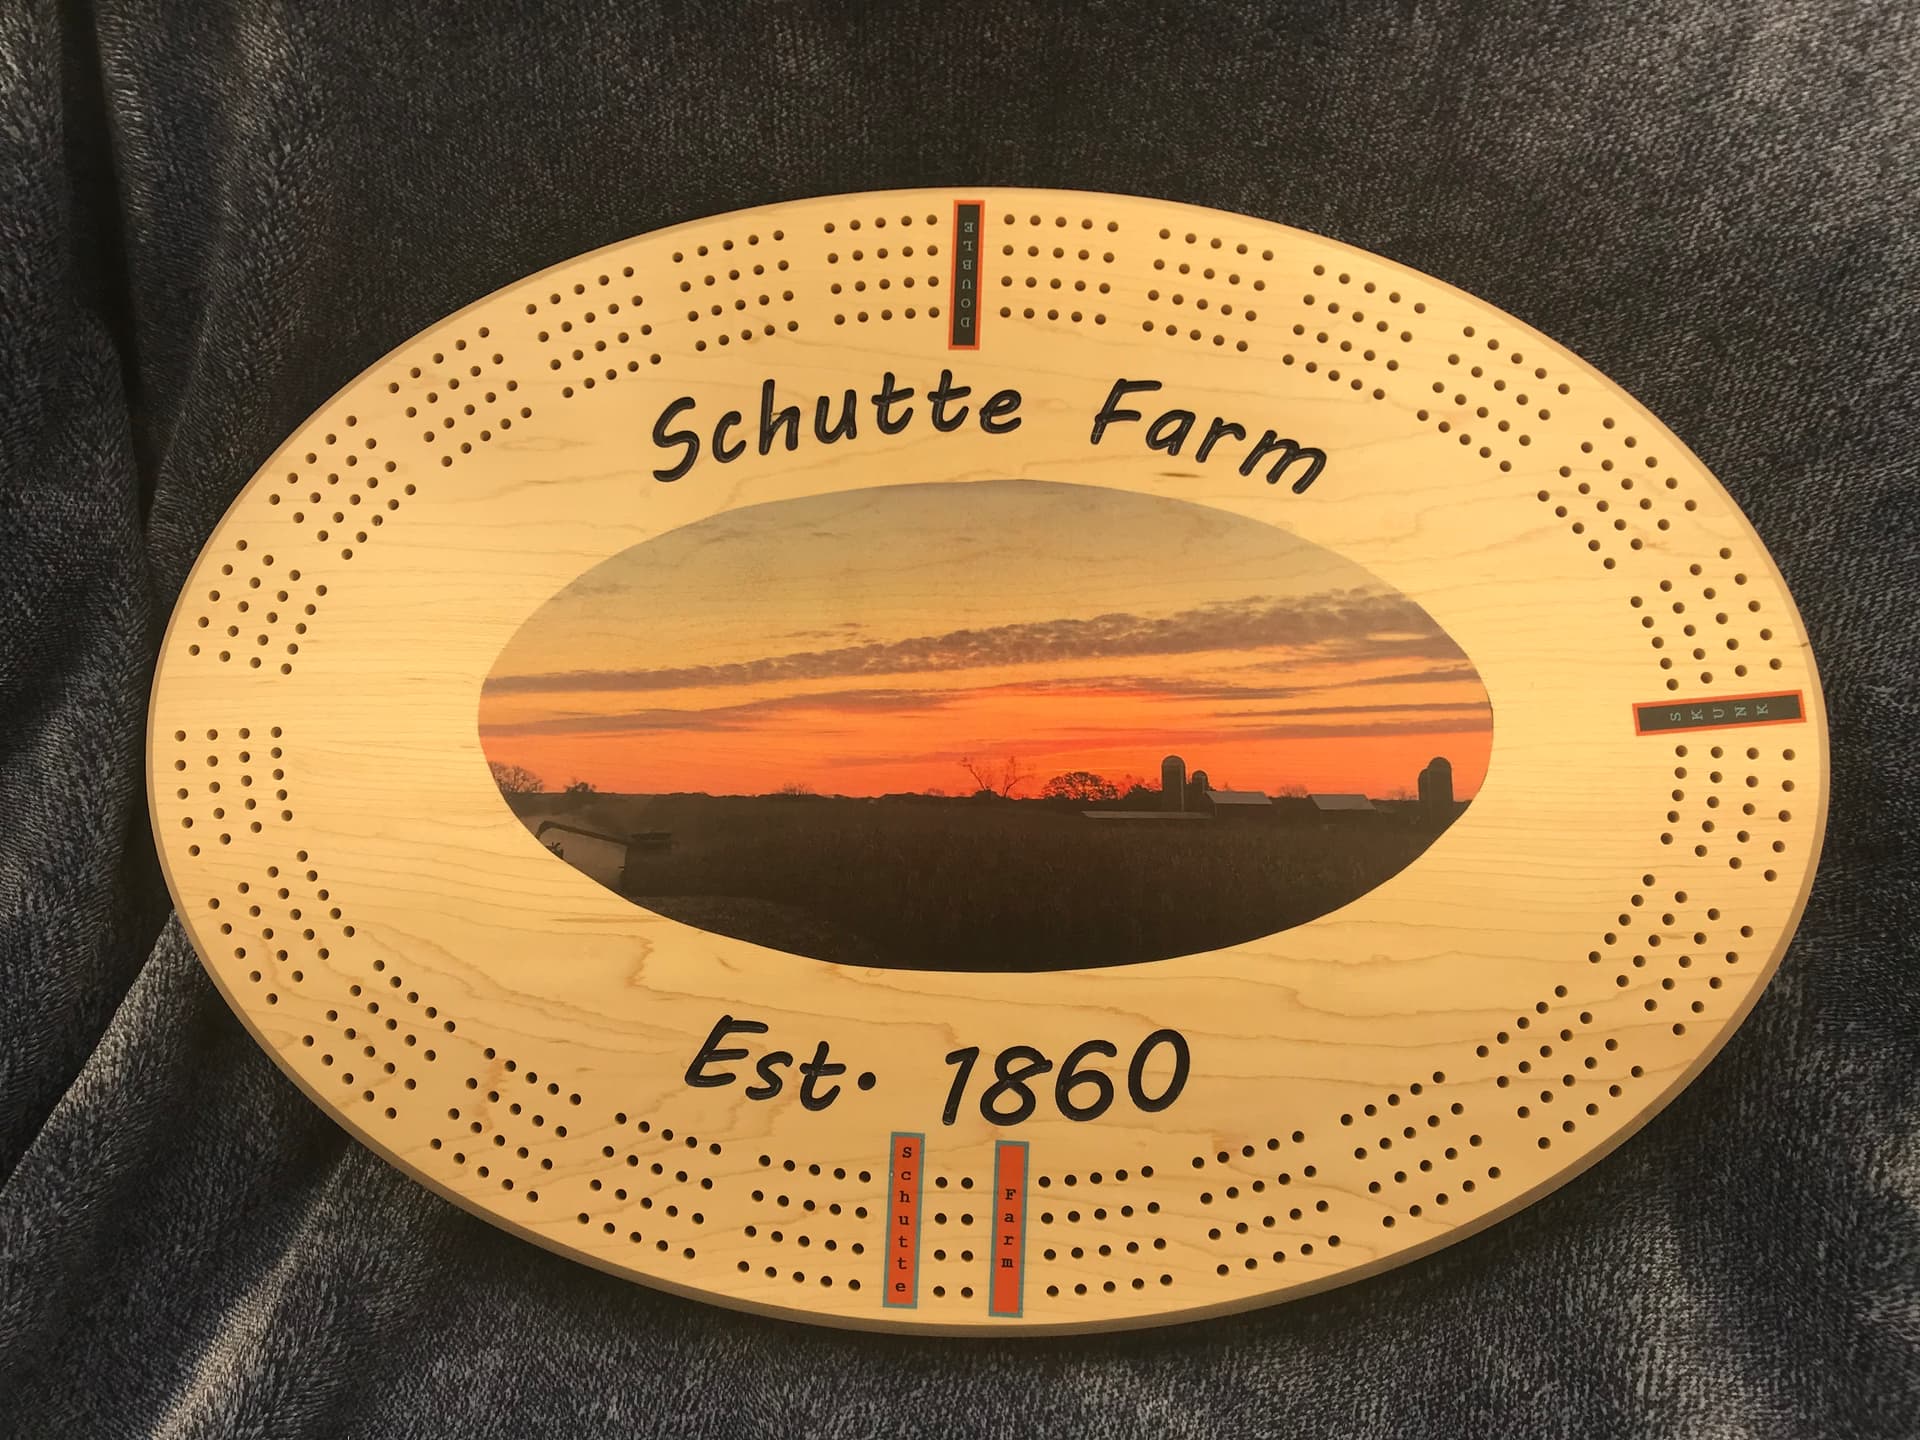 DOUBLE
Schutte Farm
SKUNK
Est. 1860
Schutte
Farm